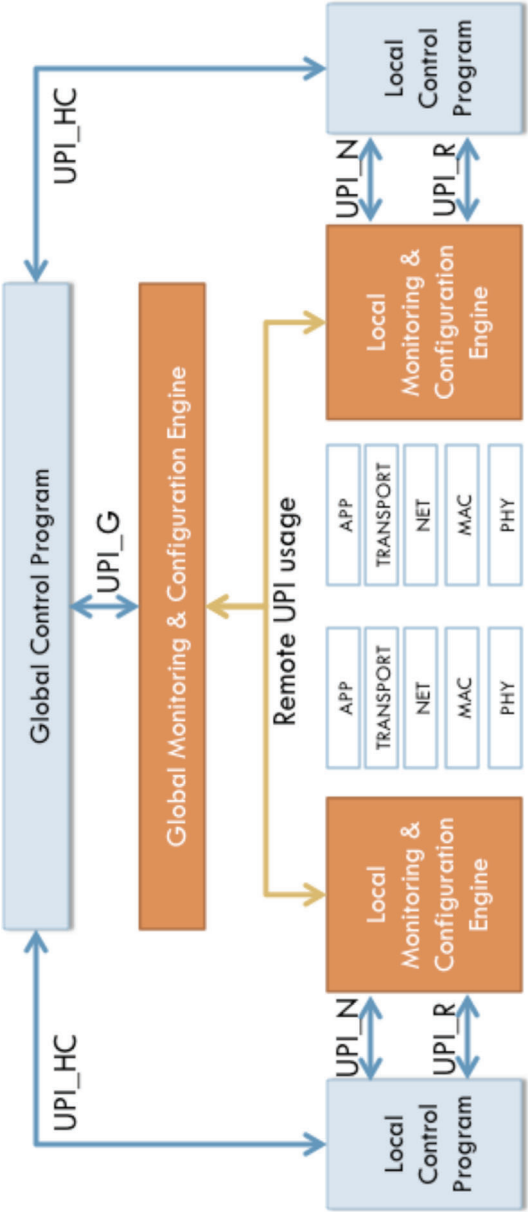 Global Control Program
UPI_HC
UPI_G
UPI_HC
Global Monitoring & Configuration Engine
Remote UPI usage
Local
Control
Program
UPI_N
UPI_R
Local
Monitoring &
Configuration
Engine
APP
TRANSPORT
NET
MAC
PHY
APP
TRANSPORT
NET
MAC
PHY
Local
Monitoring &
Configuration
Engine
UPI_N
UPI_R
Local
Control
Program